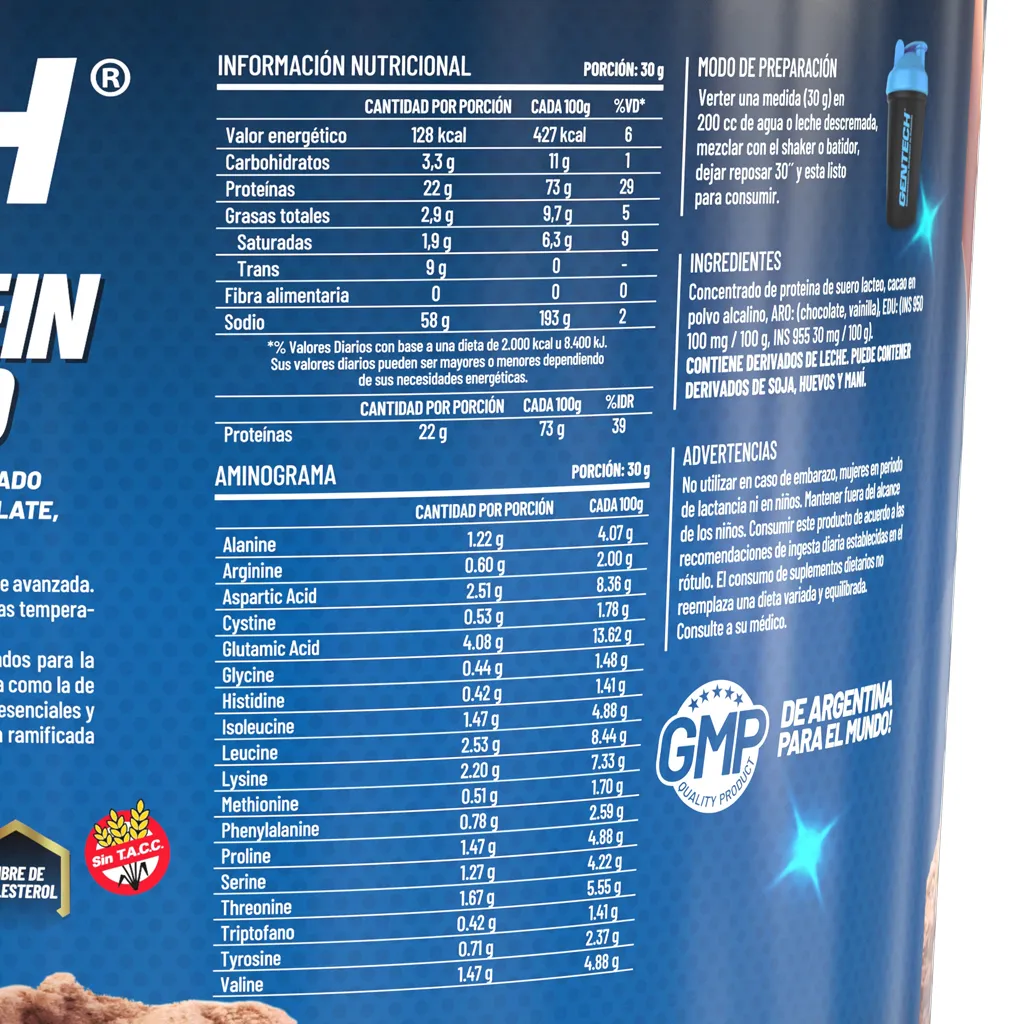 H®
EIN
ADO
LATE,
e avanzada.
as tempera-
ados para la
a como la de
esenciales y
ramificada
IBRE DE
LESTEROL
Sin T.A.C.C.
INFORMACIÓN NUTRICIONAL PORCIÓN: 30 g
CANTIDAD POR PORCIÓN CADA 100g %VD*
Valor energético 128 kcal 427 kcal 6
Carbohidratos 3,3 g 11 g 1
Proteínas 22 g 73 g 29
Grasas totales 2,9 g 9,7 g 5
Saturadas 1,9 g 6,3 g 9
Trans 9 g 0 -
Fibra alimentaria 0 0 0
Sodio 58 g 193 g 2
*% Valores Diarios con base a una dieta de 2.000 kcal u 8.400 kJ.
Sus valores diarios pueden ser mayores o menores dependiendo
de sus necesidades energéticas.
CANTIDAD POR PORCIÓN CADA 100g %IDR
Proteínas 22 g 73 g 39
AMINOGRAMA PORCIÓN: 30 g
CANTIDAD POR PORCIÓN CADA 100g
Alanine 1.22 g 4.07 g
Arginine 0.60 g 2.00 g
Aspartic Acid 2.51 g 8.36 g
Cystine 0.53 g 1.78 g
Glutamic Acid 4.08 g 13.62 g
Glycine 0.44 g 1.48 g
Histidine 0.42 g 1.41 g
Isoleucine 1.47 g 4.88 g
Leucine 2.53 g 8.44 g
Lysine 2.20 g 7.33 g
Methionine 0.51 g 1.70 g
Phenylalanine 0.78 g 2.59 g
Proline 1.47 g 4.88 g
Serine 1.27 g 4.22 g
Threonine 1.67 g 5.55 g
Triptofano 0.42 g 1.41 g
Tyrosine 0.71 g 2.37 g
Valine 1.47 g 4.88 g
MODO DE PREPARACIÓN
Verter una medida (30 g) en
200 cc de agua o leche descremada,
mezclar con el shaker o batidor,
dejar reposar 30´´ y esta listo
para consumir.
GENTECH
INGREDIENTES
Concentrado de proteina de suero lacteo, cacao en
polvo alcalino, ARO: (chocolate, vainilla), EDU: (INS 950
100 mg / 100 g, INS 955 30 mg / 100 g).
CONTIENE DERIVADOS DE LECHE. PUEDE CONTENER
DERIVADOS DE SOJA, HUEVOS Y MANÍ.
ADVERTENCIAS
No utilizar en caso de embarazo, mujeres en periodo
de lactancia ni en niños. Mantener fuera del alcance
de los niños. Consumir este producto de acuerdo a las
recomendaciones de ingesta diaria establecidas en el
rótulo. El consumo de suplementos dietarios no
reemplaza una dieta variada y equilibrada.
Consulte a su médico.
GMP
QUALITY PRODUCT
DE ARGENTINA
PARA EL MUNDO!